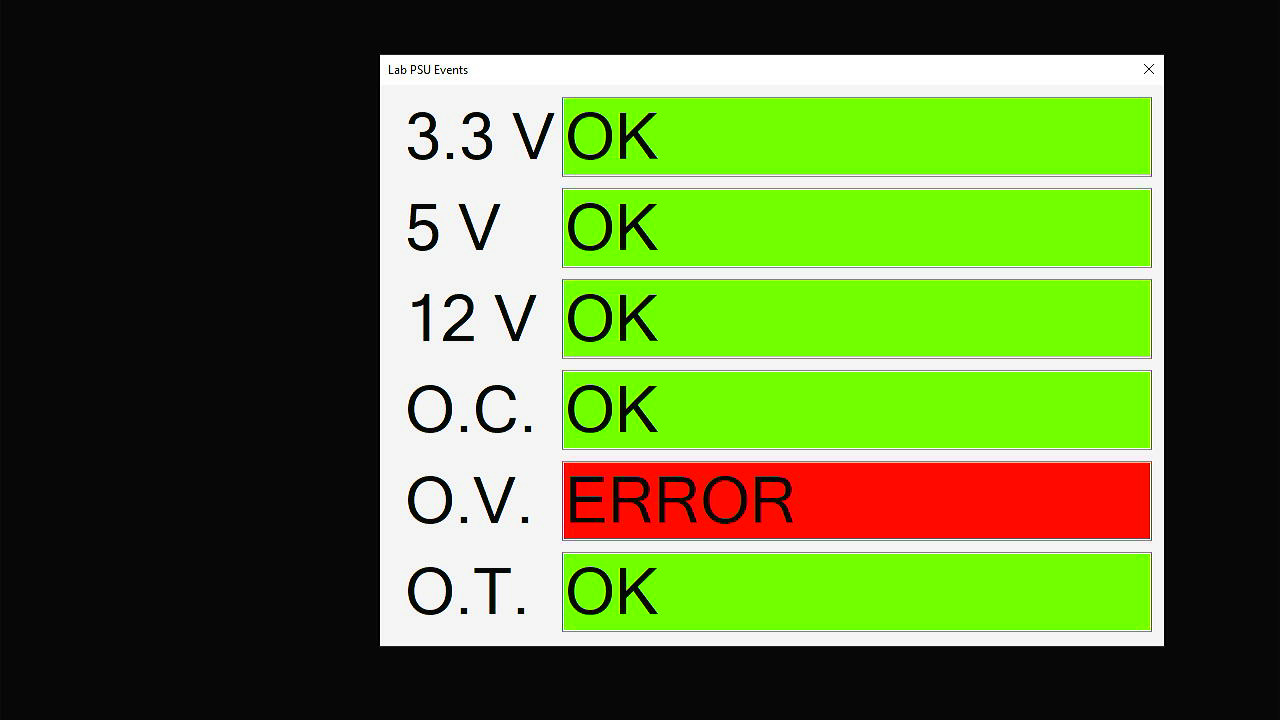 Lab PSU Events
3.3 V OK
5 V OK
12 V OK
O.C. OK
O.V. ERROR
O.T. OK